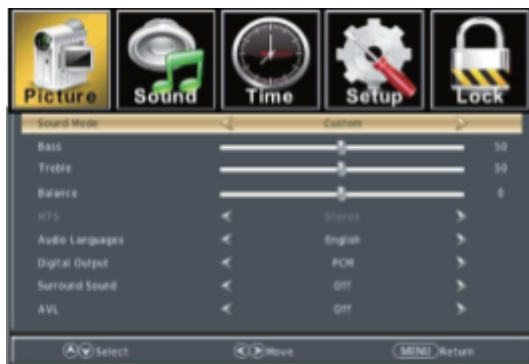 Picture Sound Time Setup Lock
Sound Mode Custom
Bass 50
Treble 50
Balance 0
MTS Stereo
Audio Languages English
Digital Output PCM
Surround Sound Off
AVL Off
Select Move MENU Return